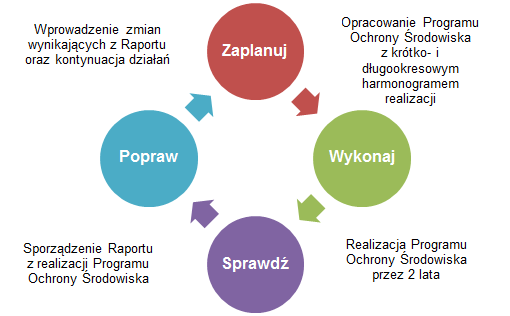 Zaplanuj
Opracowanie Programu
Ochrony Środowiska
z krótko- i
długookresowym
harmonogramem
realizacji
Wykonaj
Realizacja Programu
Ochrony Środowiska
przez 2 lata
Sprawdź
Sporządzenie Raportu
z realizacji Programu
Ochrony Środowiska
Popraw
Wprowadzenie zmian
wynikających z Raportu
oraz kontynuacja działań